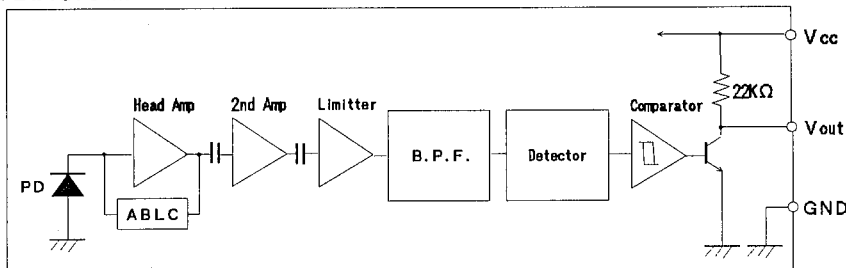 Vcc
Head Amp
2nd Amp
Limitter
Comparator
22KΩ
Vout
B.P.F.
Detector
PD
ABLC
GND